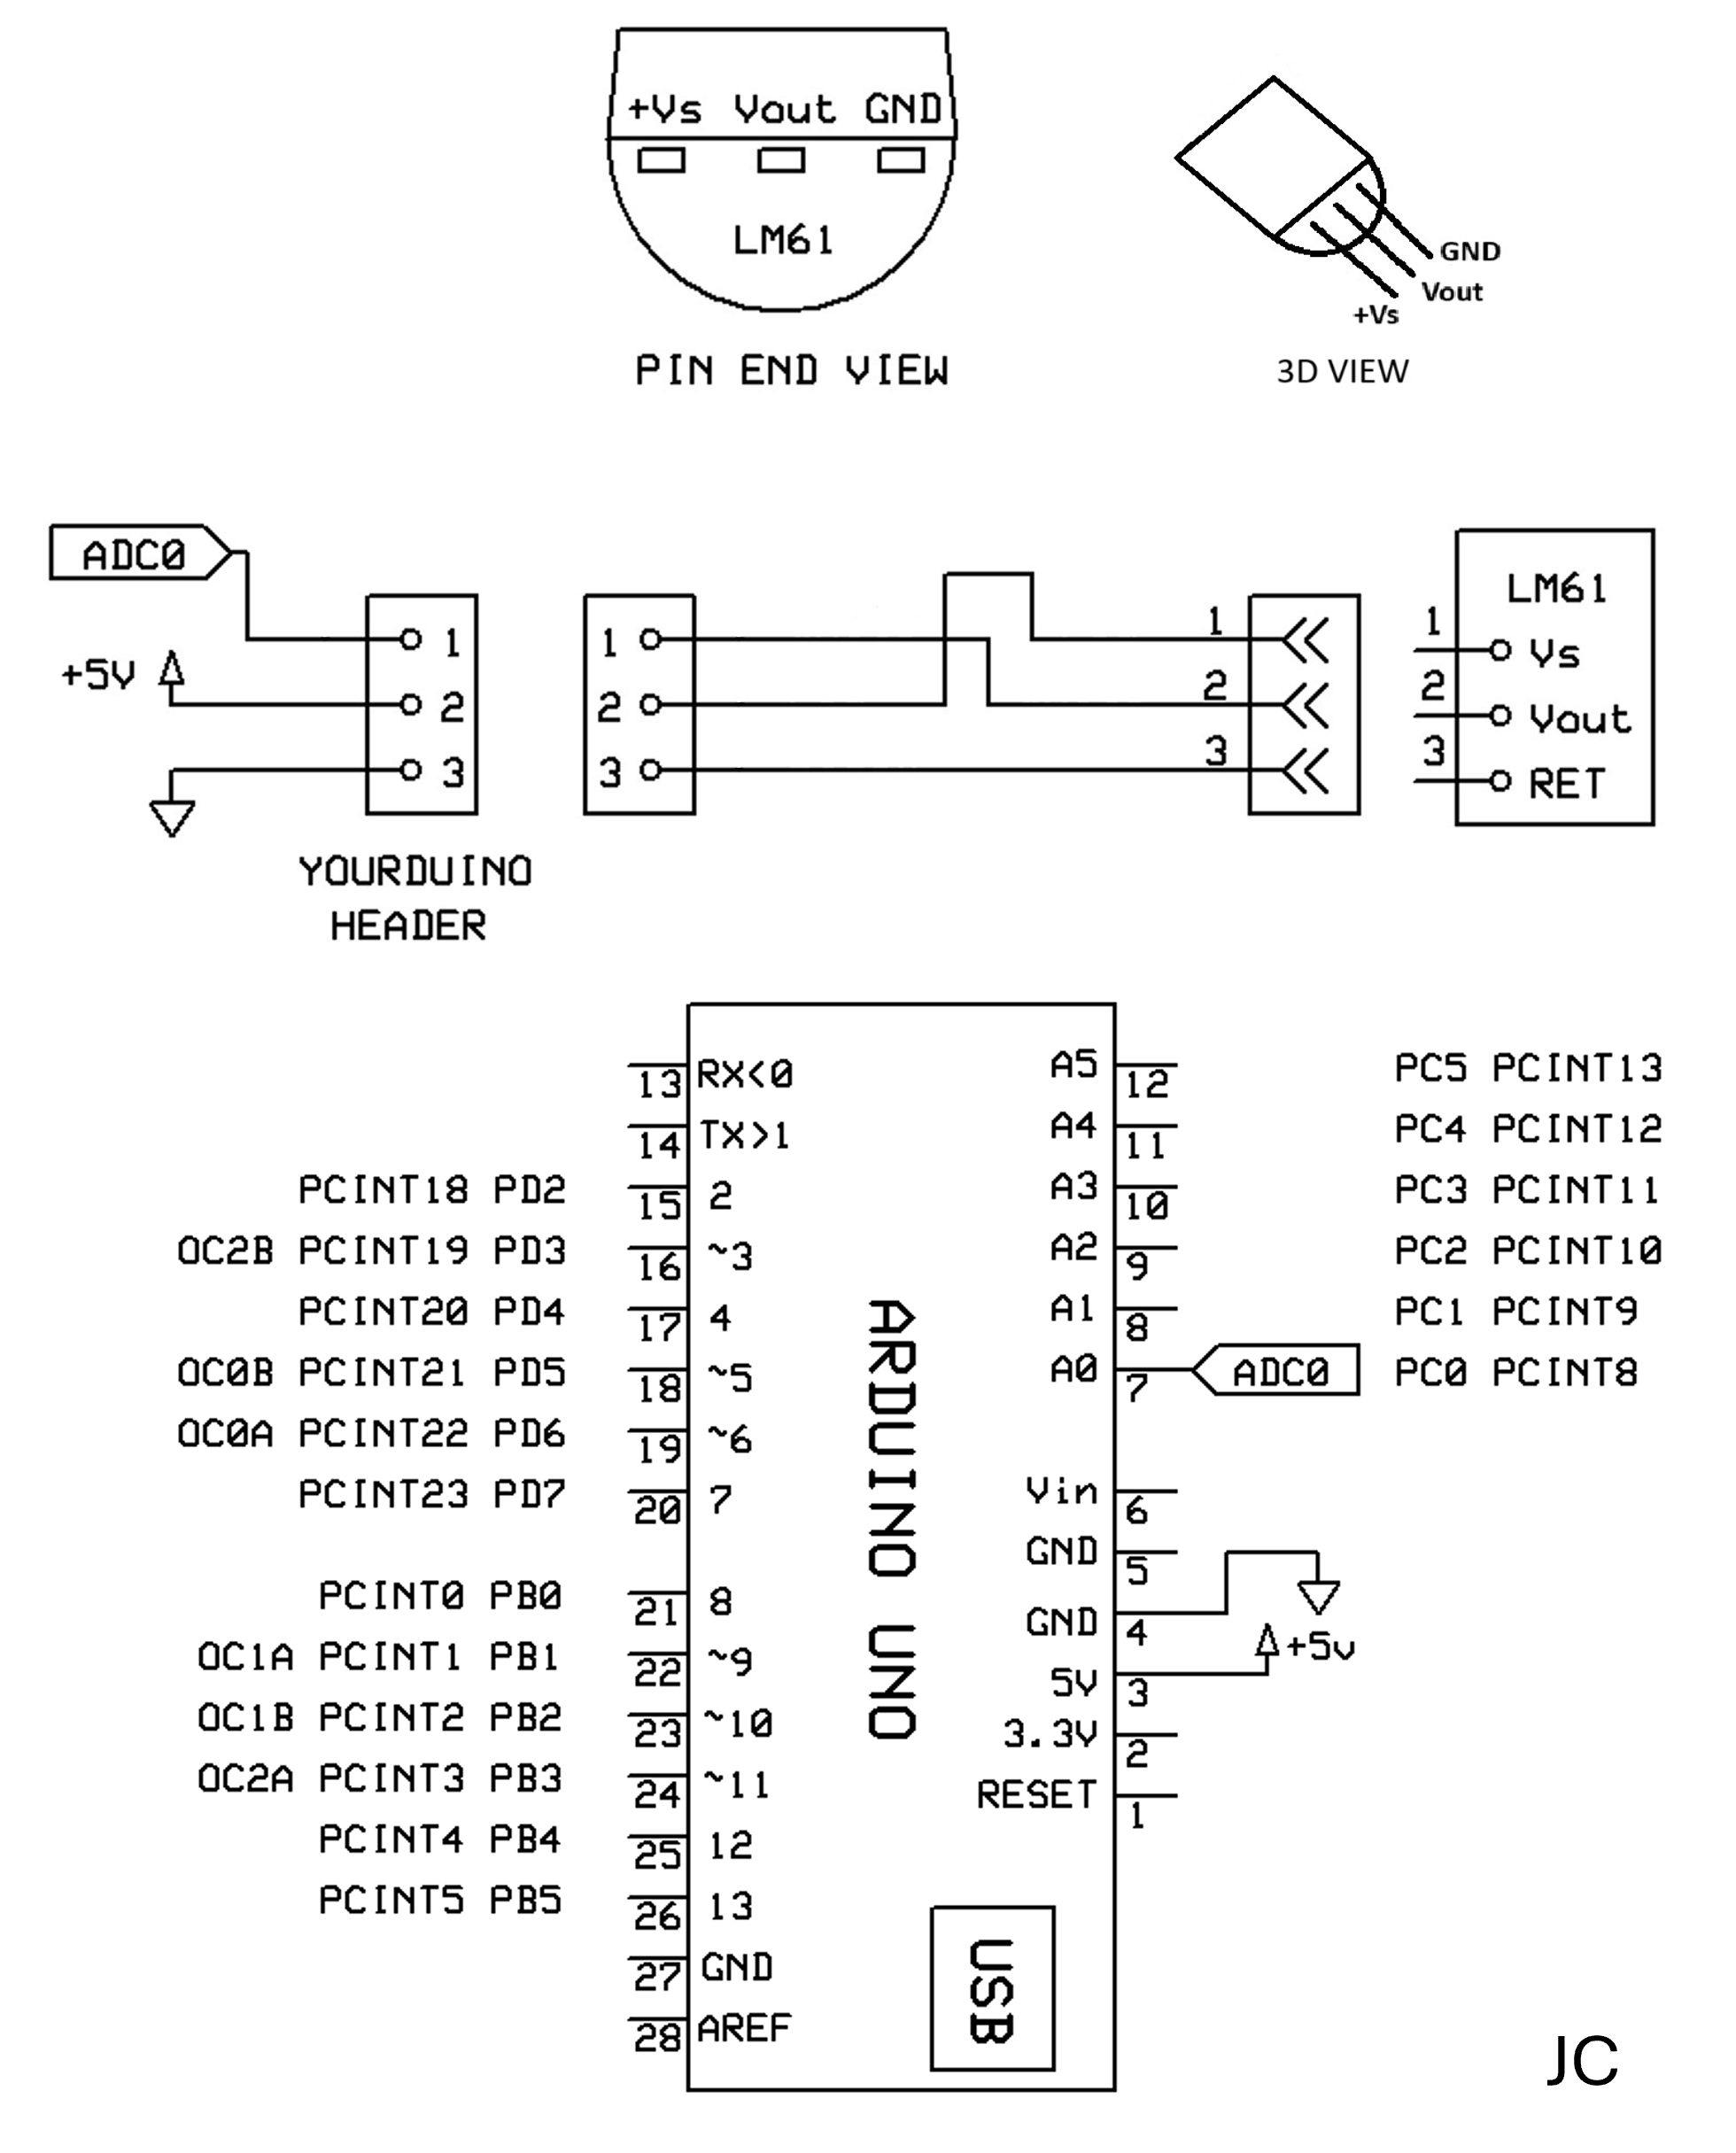 +Vs Vout GND
LM61
PIN END VIEW
GND
Vout
+Vs
3D VIEW
ADC0
+5V
1
2
3
YOURDUINO
HEADER
1
2
3
1
2
3
LM61
1 Vs
2 Vout
3 RET
ARDUINO UNO
13 RX<0
14 TX>1
PCINT18 PD2 15 2
OC2B PCINT19 PD3 16 ~3
PCINT20 PD4 17 4
OC0B PCINT21 PD5 18 ~5
OC0A PCINT22 PD6 19 ~6
PCINT23 PD7 20 7
PCINT0 PB0 21 8
OC1A PCINT1 PB1 22 ~9
OC1B PCINT2 PB2 23 ~10
OC2A PCINT3 PB3 24 ~11
PCINT4 PB4 25 12
PCINT5 PB5 26 13
27 GND
28 AREF
A5 12 PC5 PCINT13
A4 11 PC4 PCINT12
A3 10 PC3 PCINT11
A2 9 PC2 PCINT10
A1 8 PC1 PCINT9
A0 7 ADC0 PC0 PCINT8
Vin 6
GND 5
GND 4
+5v
5V 3
3.3V 2
RESET 1
USB
JC